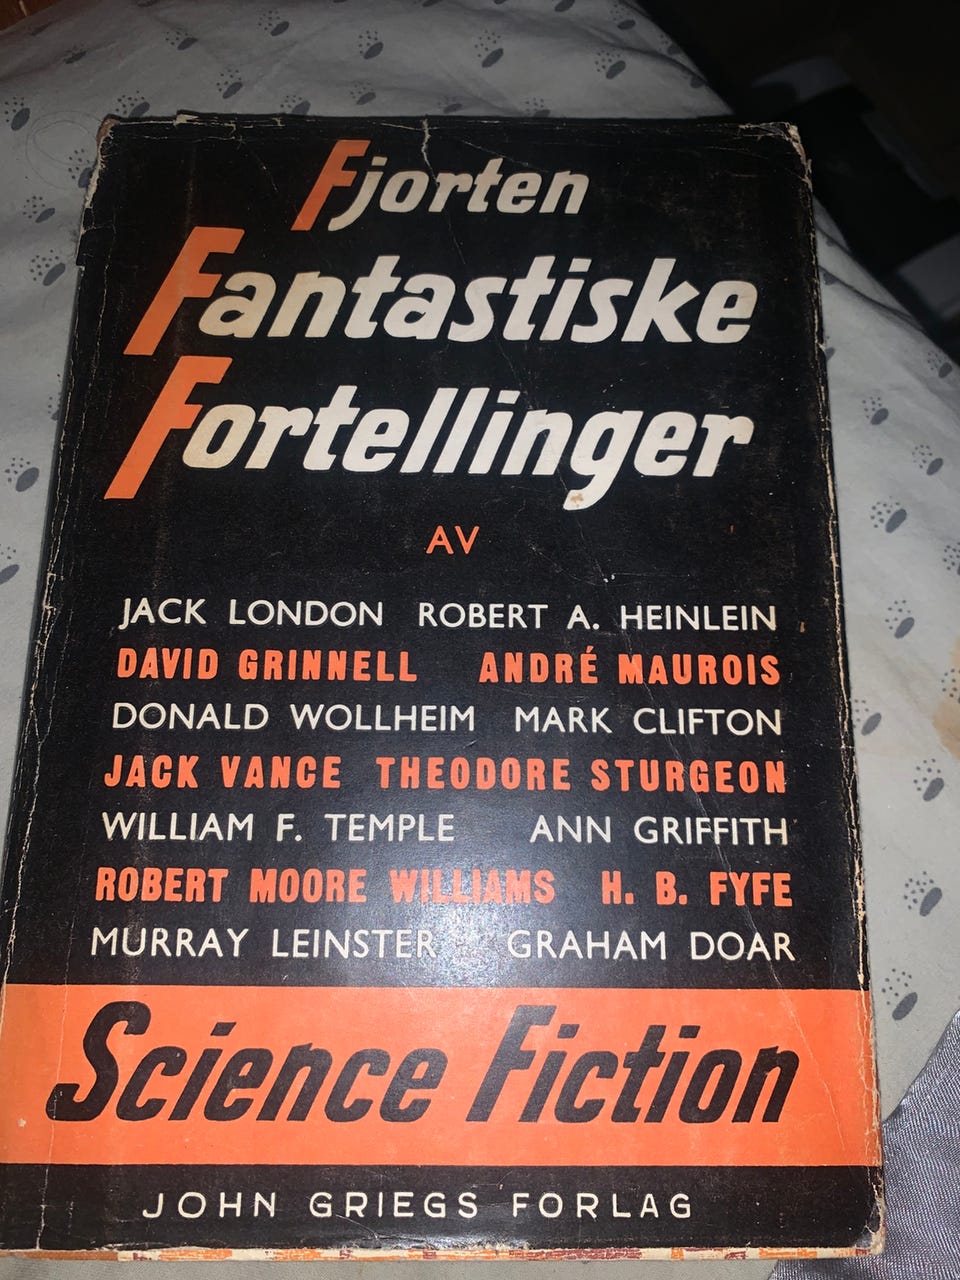 Fjorten
Fantastiske
Fortellinger
AV
JACK LONDON ROBERT A. HEINLEIN
DAVID GRINNELL ANDRÉ MAUROIS
DONALD WOLLHEIM MARK CLIFTON
JACK VANCE THEODORE STURGEON
WILLIAM F. TEMPLE ANN GRIFFITH
ROBERT MOORE WILLIAMS H. B. FYFE
MURRAY LEINSTER GRAHAM DOAR
Science Fiction
JOHN GRIEGS FORLAG